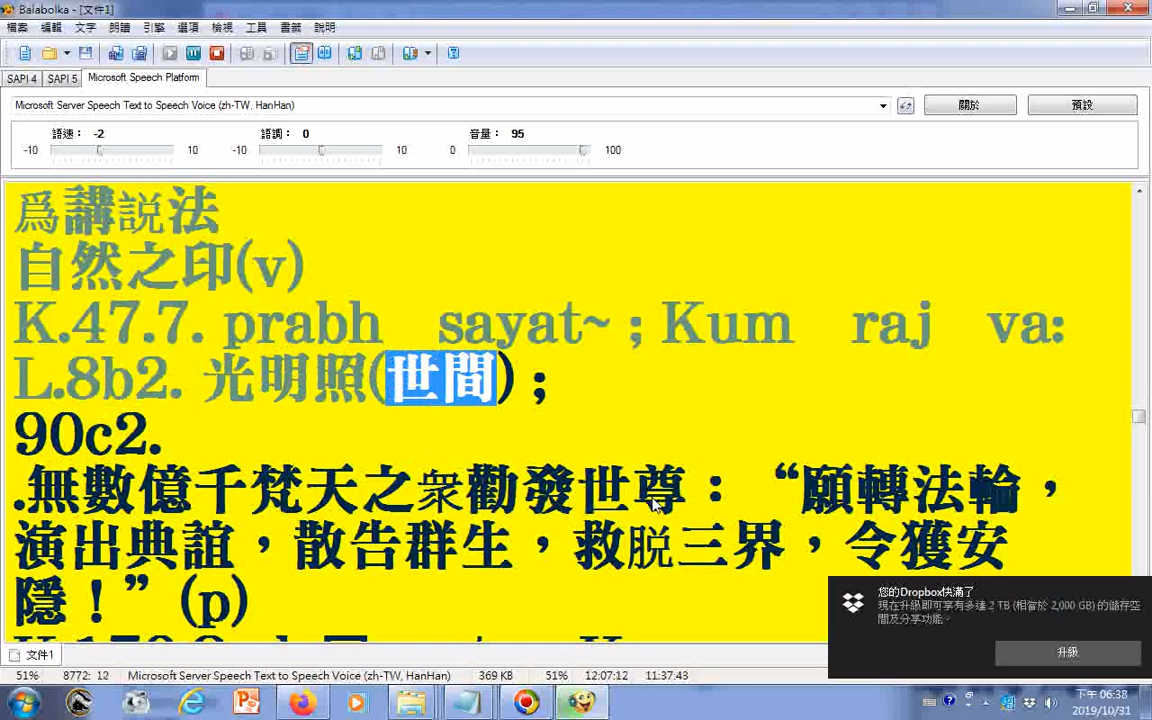 Balabolka - [文件1]
檔案 編輯 文字 朗讀 引擎 選項 檢視 工具 書籤 說明
SAPI 4 SAPI 5 Microsoft Speech Platform
Microsoft Server Speech Text to Speech Voice (zh-TW, HanHan) 關於 預設
語速： -2 語調： 0 音量： 95
-10 10 -10 10 0 100
爲講説法
自然之印(v)
K.47.7. prabh sayat~ ; Kum raj va:
L.8b2. 光明照(世間)；
90c2.
.無數億千梵天之衆勸發世尊：“願轉法輪，
演出典誼，散告群生，救脱三界，令獲安
隱！”(p)
您的Dropbox快滿了
現在升級即可享有多達 2 TB (相當於 2,000 GB) 的儲存空
間及分享功能。
升級
文件1
51% 8772: 12 Microsoft Server Speech Text to Speech Voice (zh-TW, HanHan) 369 KB 51% 12:07:12 11:37:43
下午 06:38
2019/10/31